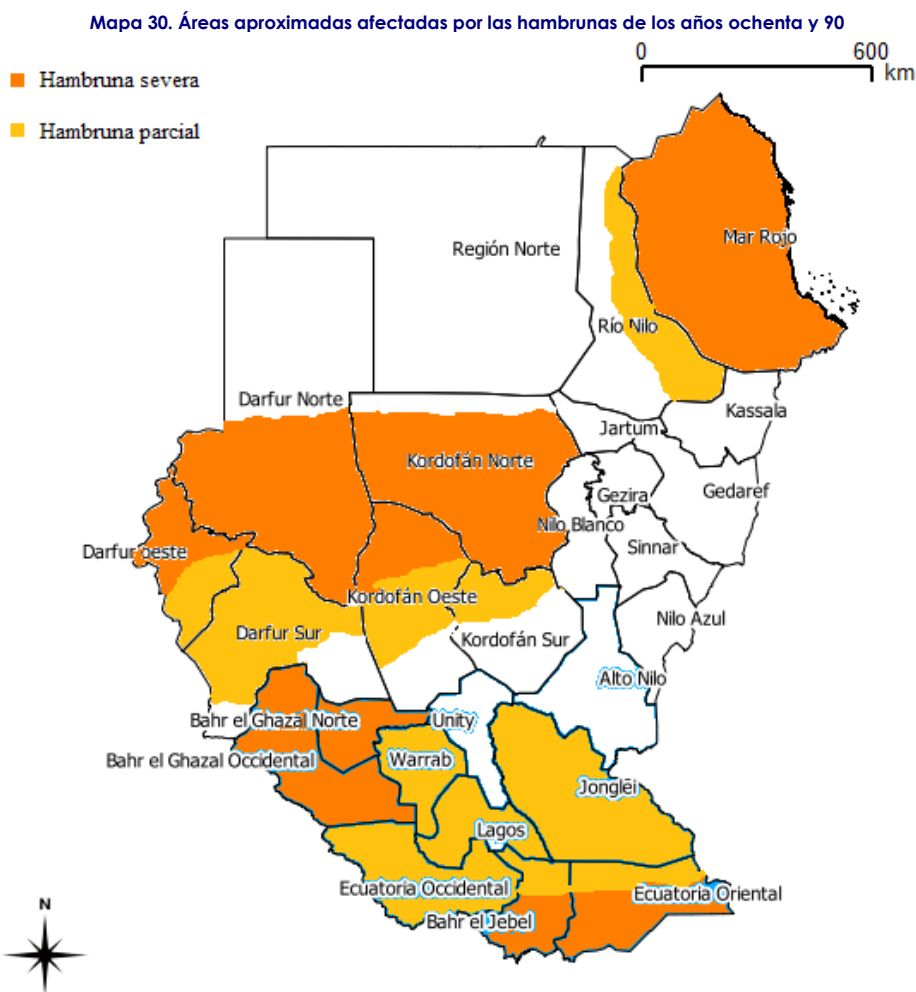 Mapa 30. Áreas aproximadas afectadas por las hambrunas de los años ochenta y 90
0 600
km
Hambruna severa
Hambruna parcial
Mar Rojo
Región Norte
Río Nilo
Darfur Norte
Kassala
Jartum
Kordofán Norte
Gezira
Gedaref
Nilo Blanco
Sinnar
Darfur oeste
Kordofán Oeste
Nilo Azul
Darfur Sur
Kordofán Sur
Alto Nilo
Bahr el Ghazal Norte
Unity
Bahr el Ghazal Occidental
Warrab
Jonglëi
Lagos
Ecuatoria Occidental
Ecuatoria Oriental
Bahr el Jebel
N